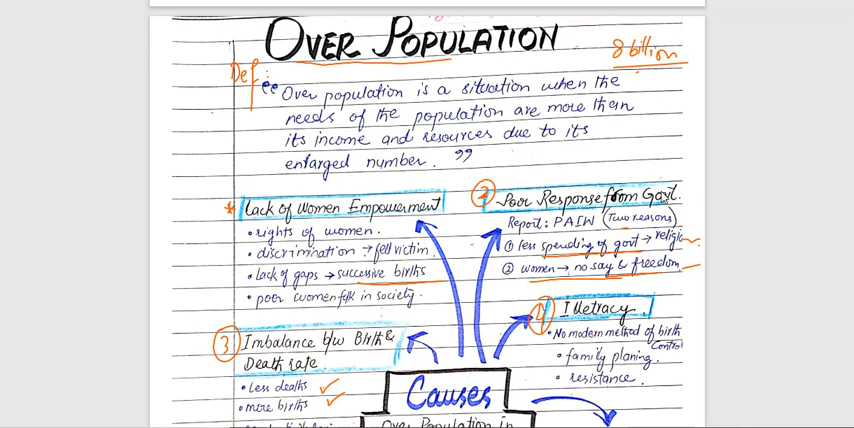 OVER POPULATION
8 billion
Def:
"Over population is a situation when the
needs of the population are more than
its income and resources due to its
enlarged number."
* Lack of Women Empowerment
• rights of women.
• discrimination → fell victim.
• lack of gaps → successive births
• poor womenfolk in society.
② Poor Response from Govt.
Report: PAIW (Two reasons)
① less spending of govt → religion
② women → no say & freedom.
① Illetracy
• No modern method of birth
Control
• family planing.
• resistance.
③ Imbalance b/w Birth &
Death rate
• Less deaths ✓
• more births ✓
Causes
Over Population in